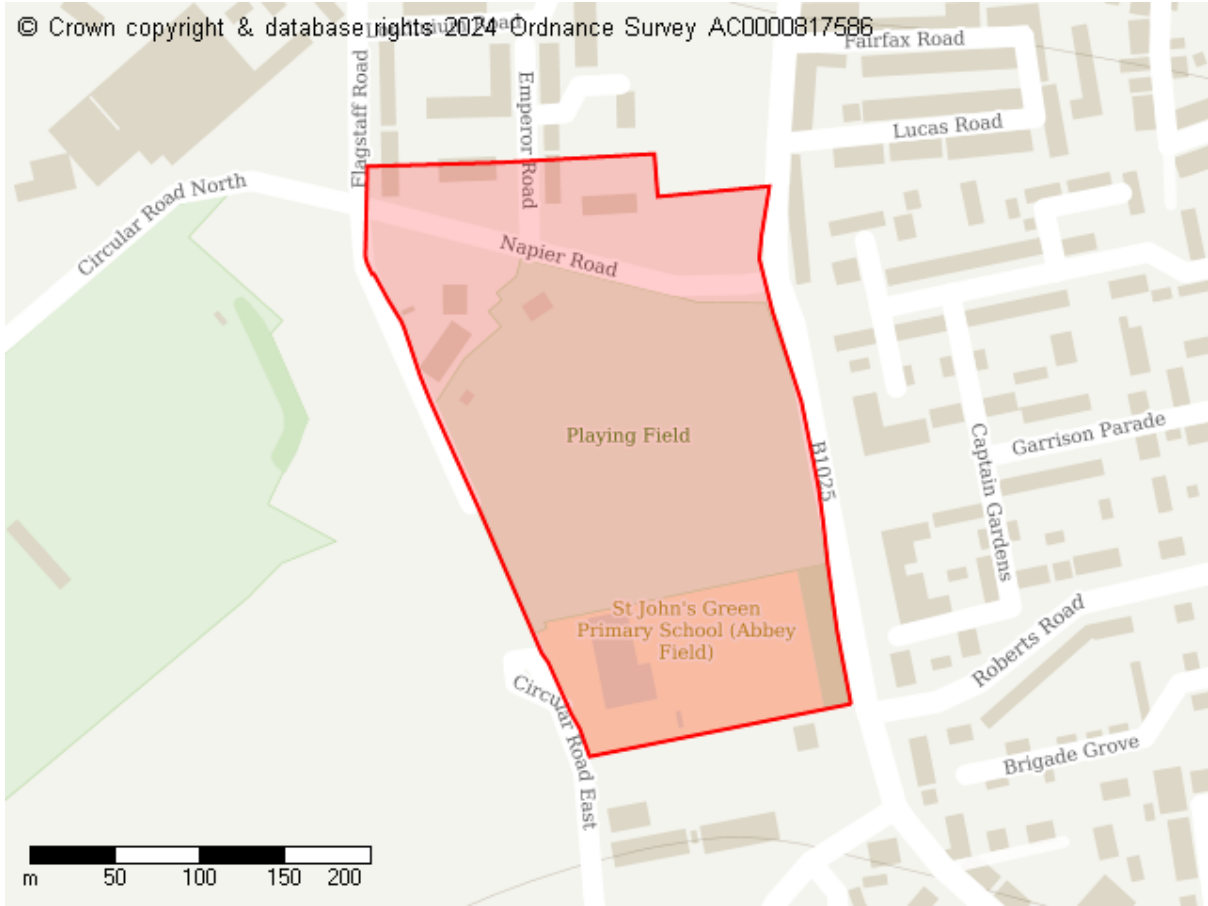 © Crown copyright & database rights 2024 Ordnance Survey AC0000817586
Fairfax Road
Flagstaff Road
Emperor Road
Lucas Road
Circular Road North
Napier Road
Playing Field
B1025
Captain Gardens
Garrison Parade
St John's Green
Primary School (Abbey
Field)
Roberts Road
Circular Road East
Brigade Grove
m 50 100 150 200